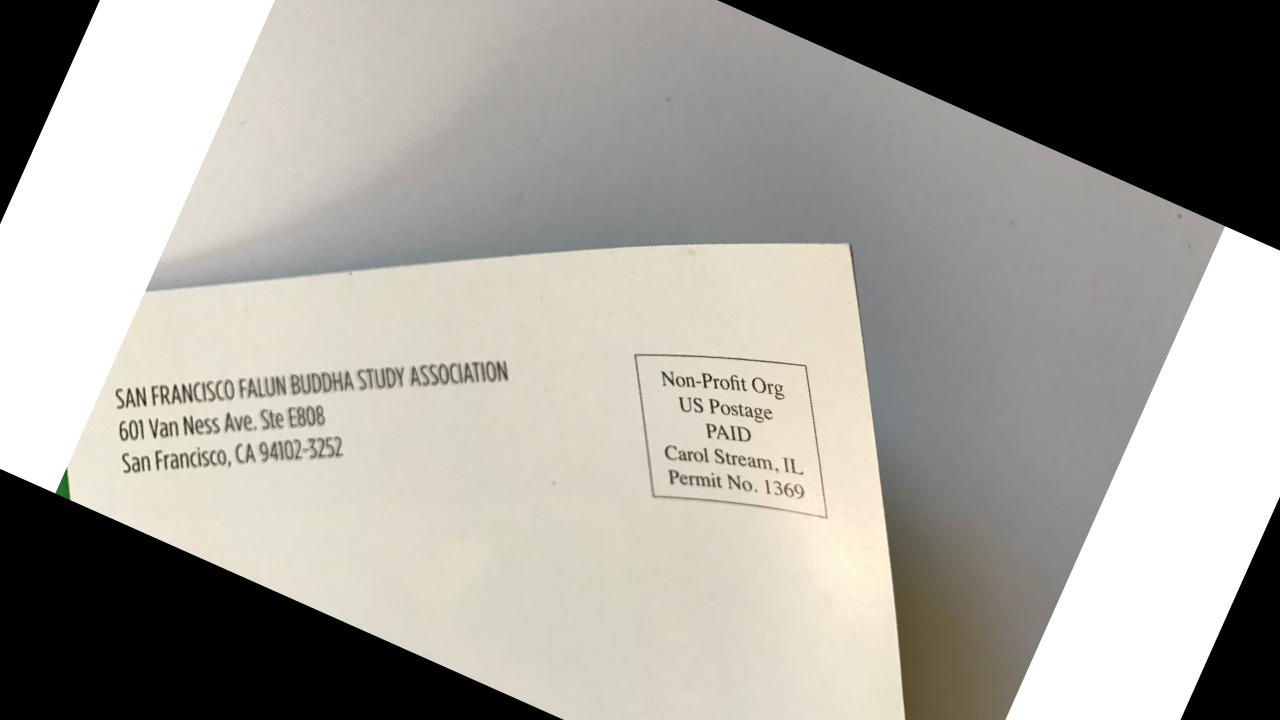 SAN FRANCISCO FALUN BUDDHA STUDY ASSOCIATION
601 Van Ness Ave. Ste E808
San Francisco, CA 94102-3252
Non-Profit Org
US Postage
PAID
Carol Stream, IL
Permit No. 1369